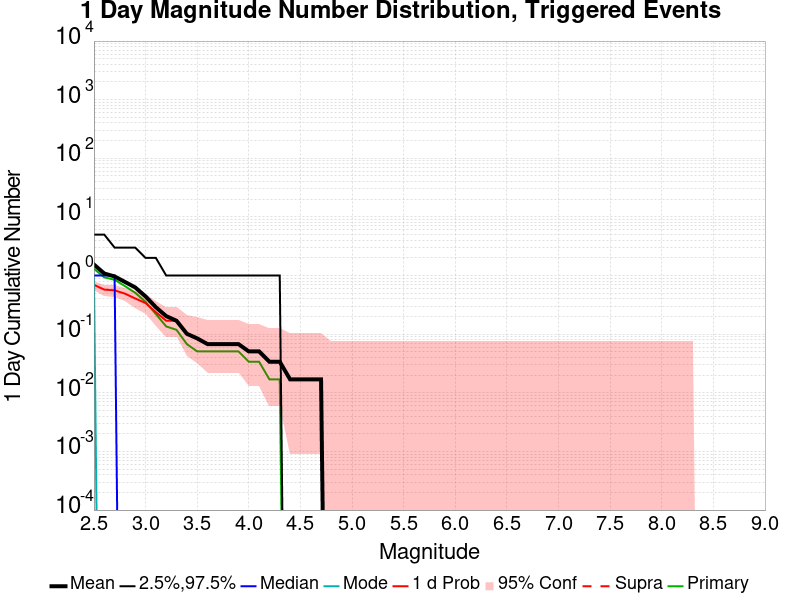 1 Day Magnitude Number Distribution, Triggered Events
10^4
10^3
10^2
10^1
10^0
10^-1
10^-2
10^-3
10^-4
1 Day Cumulative Number
2.5 3.0 3.5 4.0 4.5 5.0 5.5 6.0 6.5 7.0 7.5 8.0 8.5 9.0
Magnitude
Mean 2.5%,97.5% Median Mode 1 d Prob 95% Conf Supra Primary